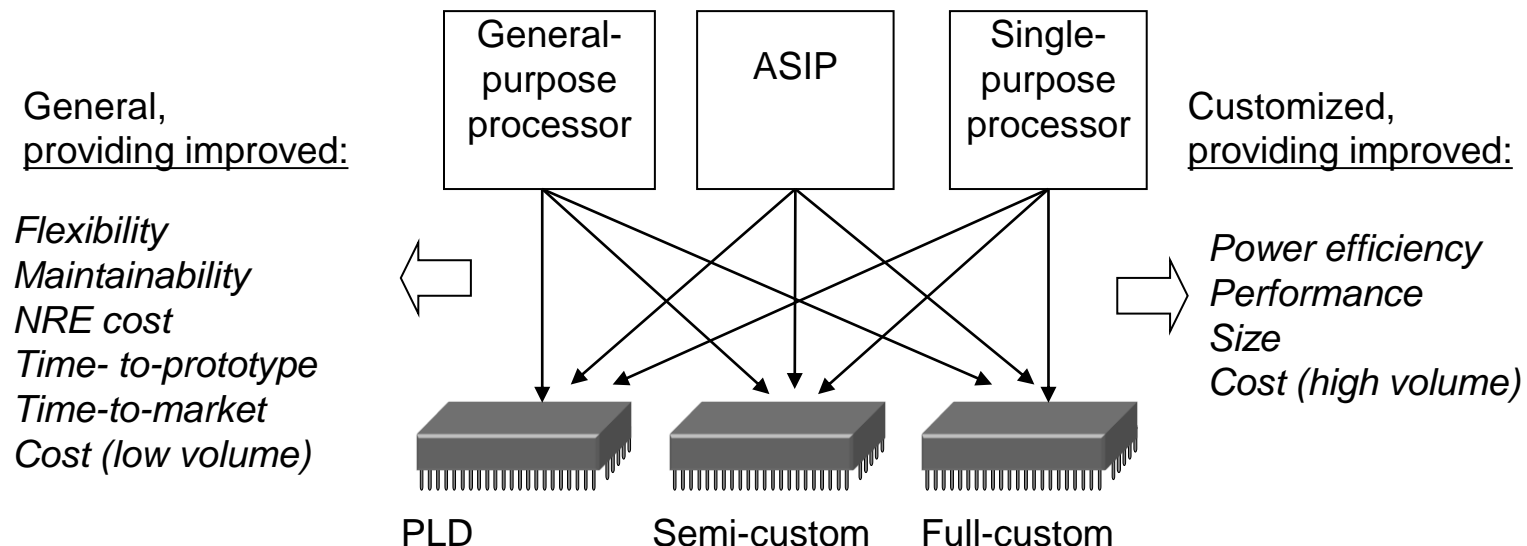 General-
purpose
processor
ASIP
Single-
purpose
processor
General,
providing improved:
Customized,
providing improved:
Flexibility
Maintainability
NRE cost
Time- to-prototype
Time-to-market
Cost (low volume)
Power efficiency
Performance
Size
Cost (high volume)
PLD
Semi-custom
Full-custom